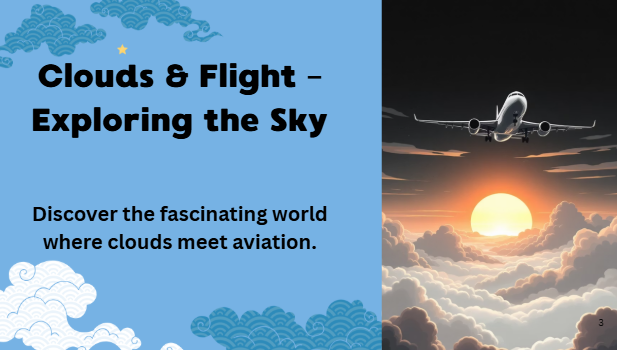 Clouds & Flight –
Exploring the Sky
Discover the fascinating world
where clouds meet aviation.
3